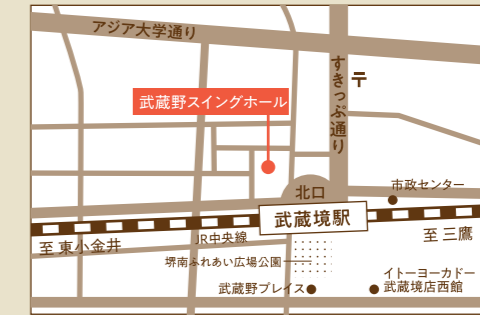 アジア大学通り
すきっぷ通り
〒
武蔵野スイングホール
北口
市政センター
武蔵境駅
至 東小金井
JR中央線
至 三鷹
堺南ふれあい広場公園
武蔵野プレイス
イトーヨーカドー
武蔵境店西館